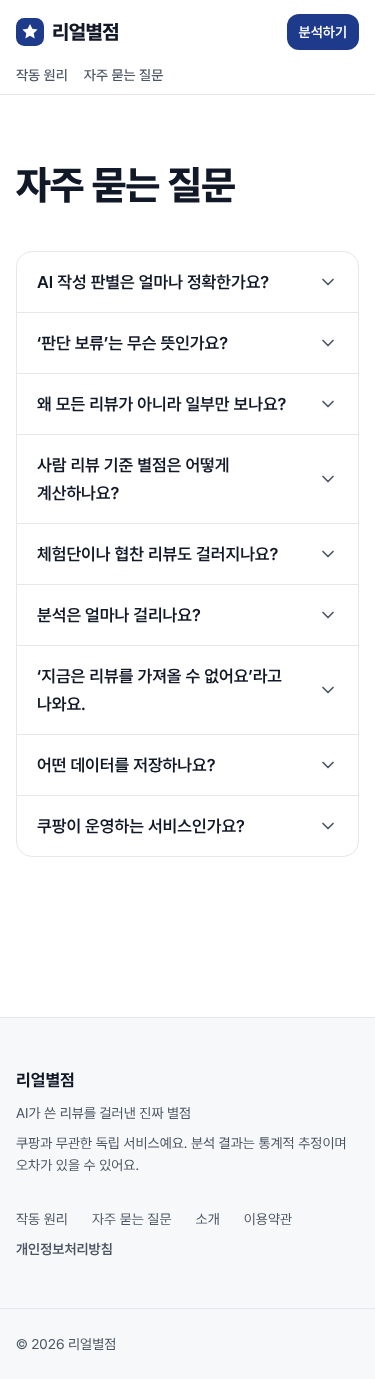 리얼별점
분석하기
작동 원리 자주 묻는 질문
자주 묻는 질문
AI 작성 판별은 얼마나 정확한가요?
‘판단 보류’는 무슨 뜻인가요?
왜 모든 리뷰가 아니라 일부만 보나요?
사람 리뷰 기준 별점은 어떻게
계산하나요?
체험단이나 협찬 리뷰도 걸러지나요?
분석은 얼마나 걸리나요?
‘지금은 리뷰를 가져올 수 없어요’라고
나와요.
어떤 데이터를 저장하나요?
쿠팡이 운영하는 서비스인가요?
리얼별점
AI가 쓴 리뷰를 걸러낸 진짜 별점
쿠팡과 무관한 독립 서비스예요. 분석 결과는 통계적 추정이며
오차가 있을 수 있어요.
작동 원리 자주 묻는 질문 소개 이용약관
개인정보처리방침
© 2026 리얼별점